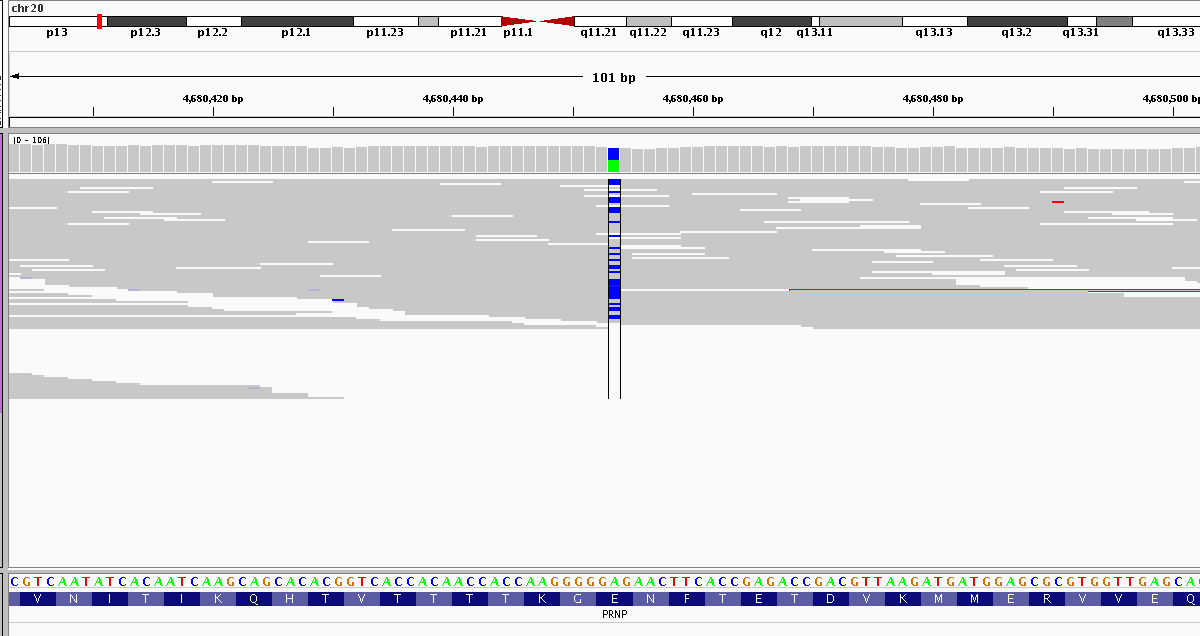 chr20
p13 p12.3 p12.2 p12.1 p11.23 p11.21 p11.1 q11.21 q11.22 q11.23 q12 q13.11 q13.13 q13.2 q13.31 q13.33
101 bp
4,680,420 bp 4,680,440 bp 4,680,460 bp 4,680,480 bp 4,680,500 bp
[0 - 106]
CGTCAATATCACAATCAAGCAGCACACGGTCACCACAACCACCAAGGGGGAGAACTTCACCGAGACCGACGTTAAGATGATGGAGCGCGTGGTTGAGCA
V N I T I K Q H T V T T T T K G E N F T E T D V K M M E R V V E Q
PRNP